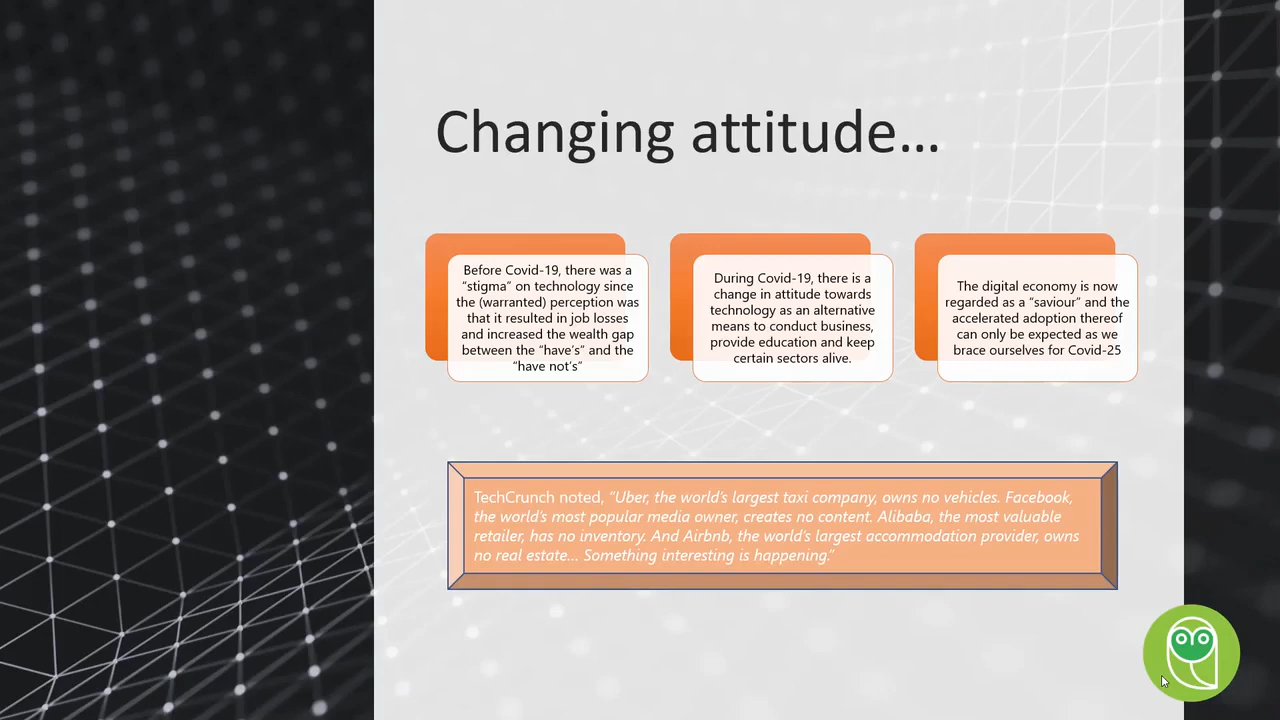 Changing attitude...
Before Covid-19, there was a
“stigma” on technology since
the (warranted) perception was
that it resulted in job losses
and increased the wealth gap
between the “have’s” and the
“have not’s”
During Covid-19, there is a
change in attitude towards
technology as an alternative
means to conduct business,
provide education and keep
certain sectors alive.
The digital economy is now
regarded as a “saviour” and the
accelerated adoption thereof
can only be expected as we
brace ourselves for Covid-25
TechCrunch noted, “Uber, the world’s largest taxi company, owns no vehicles. Facebook,
the world’s most popular media owner, creates no content. Alibaba, the most valuable
retailer, has no inventory. And Airbnb, the world’s largest accommodation provider, owns
no real estate... Something interesting is happening.”